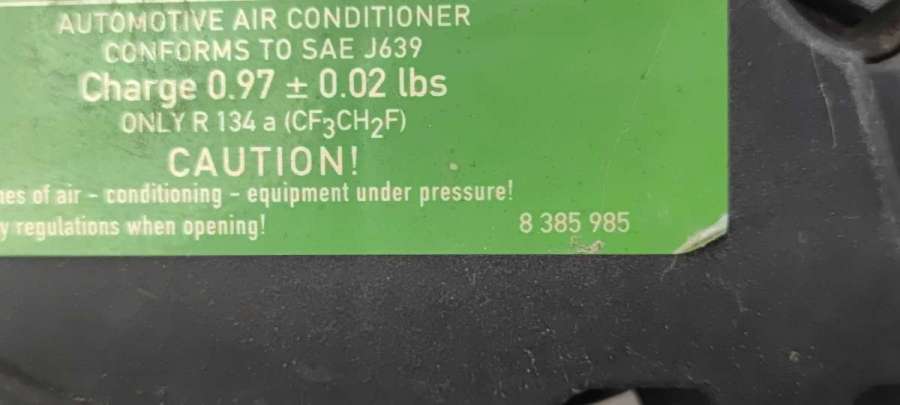 AUTOMOTIVE AIR CONDITIONER
CONFORMS TO SAE J639
Charge 0.97 ± 0.02 lbs
ONLY R 134 a (CF₃CH₂F)
CAUTION!
of air - conditioning - equipment under pressure!
regulations when opening!
8 385 985